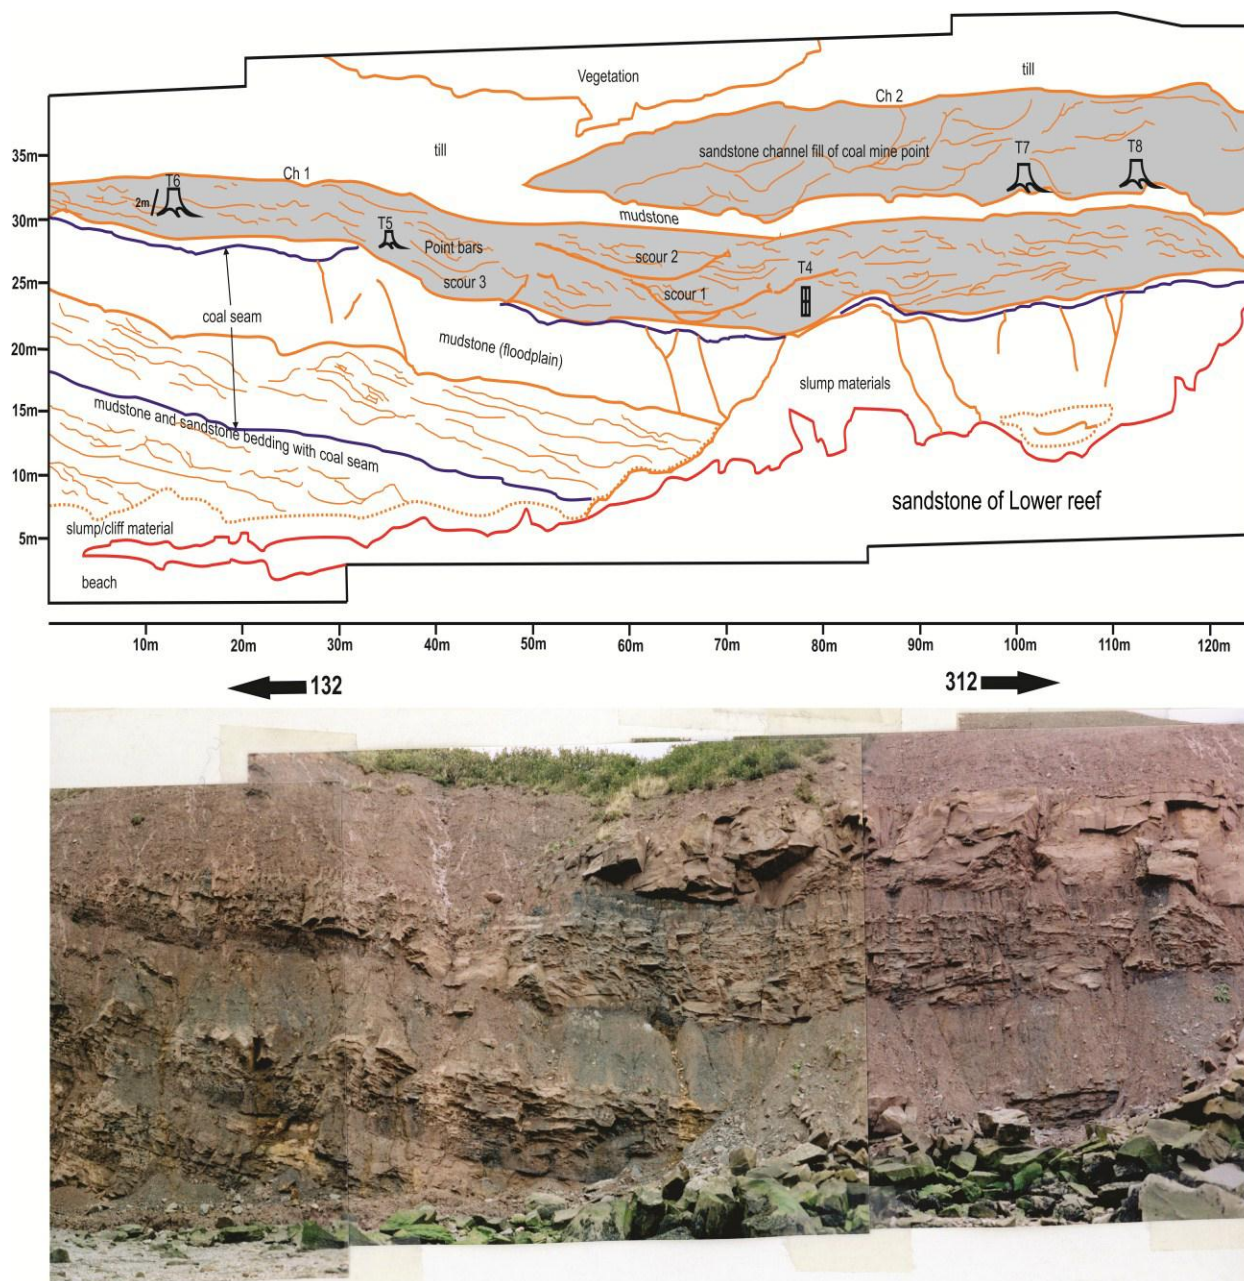 Vegetation
till
Ch 2
sandstone channel fill of coal mine point
T7
T8
till
35m
Ch 1
T6
2m
30m
mudstone
T5
Point bars
scour 2
scour 3
scour 1
T4
25m
coal seam
20m
mudstone (floodplain)
slump materials
15m
mudstone and sandstone bedding with coal seam
10m
sandstone of Lower reef
slump/cliff material
5m
beach
10m 20m 30m 40m 50m 60m 70m 80m 90m 100m 110m 120m
132
312